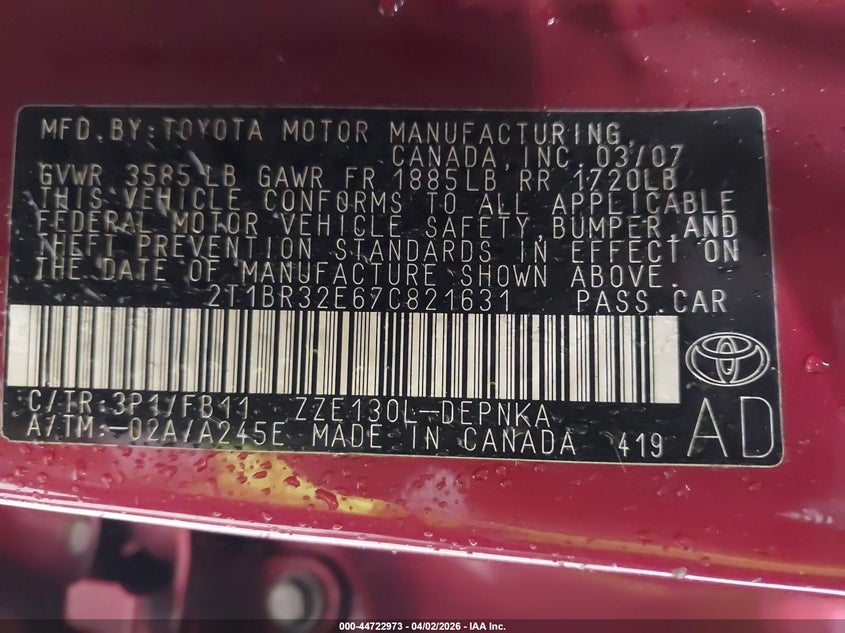 MFD.BY:TOYOTA MOTOR MANUFACTURING,
CANADA,INC. 03/07
GVWR 3585 LB GAWR FR 1885LB RR 1720LB
THIS VEHICLE CONFORMS TO ALL APPLICABLE
FEDERAL MOTOR VEHICLE SAFETY, BUMPER AND
THEFT PREVENTION STANDARDS IN EFFECT ON
THE DATE OF MANUFACTURE SHOWN ABOVE.
2T1BR32E67C821631 PASS.CAR
C/TR:3P1/FB11 ZZE130L-DEPNKA
A/TM:-02A/A245E MADE IN CANADA 419
AD
000-44722973 | 04/02/2026 - IAA Inc.